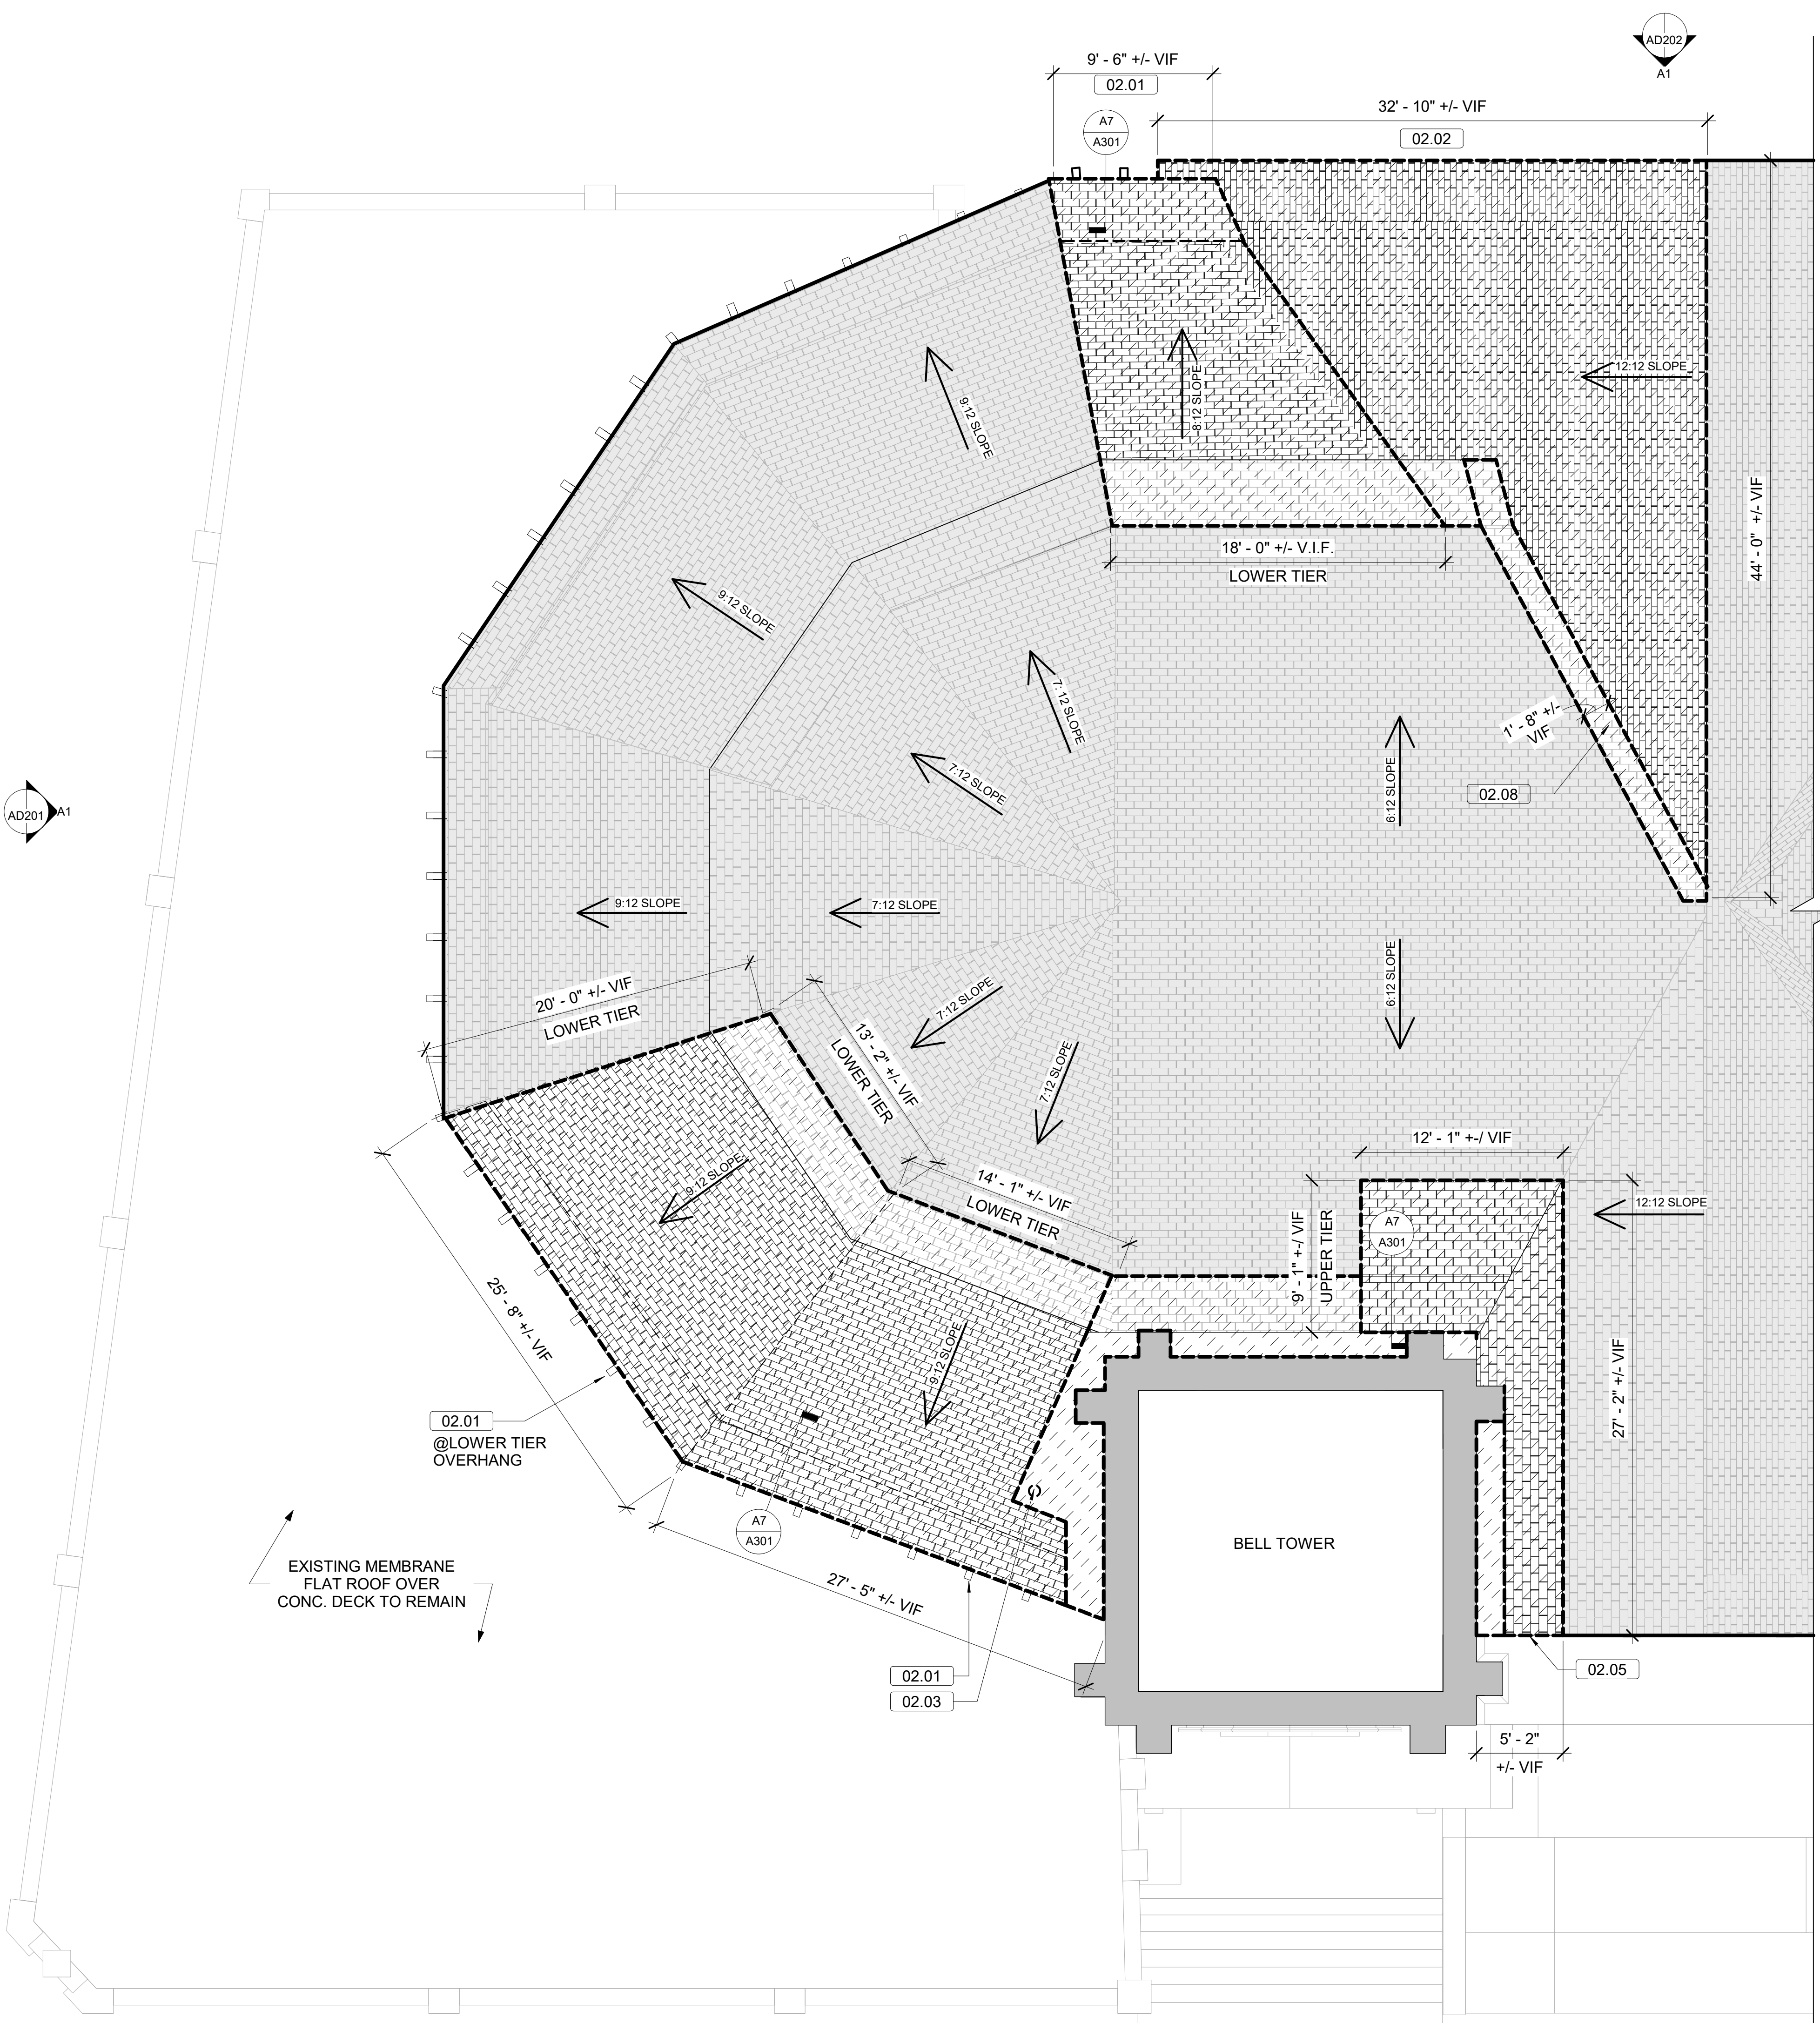 AD202
A1
9' - 6" +/- VIF
02.01
A7
A301
32' - 10" +/- VIF
02.02
12:12 SLOPE
8:12 SLOPE
9:12 SLOPE
44' - 0" +/- VIF
18' - 0" +/- V.I.F.
LOWER TIER
9:12 SLOPE
7: 12 SLOPE
1' - 8" +/-
VIF
7:12 SLOPE
6:12 SLOPE
02.08
AD201
A1
9:12 SLOPE
7:12 SLOPE
6:12 SLOPE
20' - 0" +/- VIF
LOWER TIER
7:12 SLOPE
13' - 2" +/- VIF
LOWER TIER
7:12 SLOPE
12' - 1" +-/ VIF
9:12 SLOPE
14' - 1" +/- VIF
LOWER TIER
12:12 SLOPE
9' - 1" +-/ VIF
UPPER TIER
A7
A301
25' - 8" +/- VIF
9:12 SLOPE
27' - 2" +/- VIF
02.01
@LOWER TIER
OVERHANG
A7
A301
BELL TOWER
EXISTING MEMBRANE
FLAT ROOF OVER
CONC. DECK TO REMAIN
27' - 5" +/- VIF
02.01
02.03
02.05
5' - 2"
+/- VIF